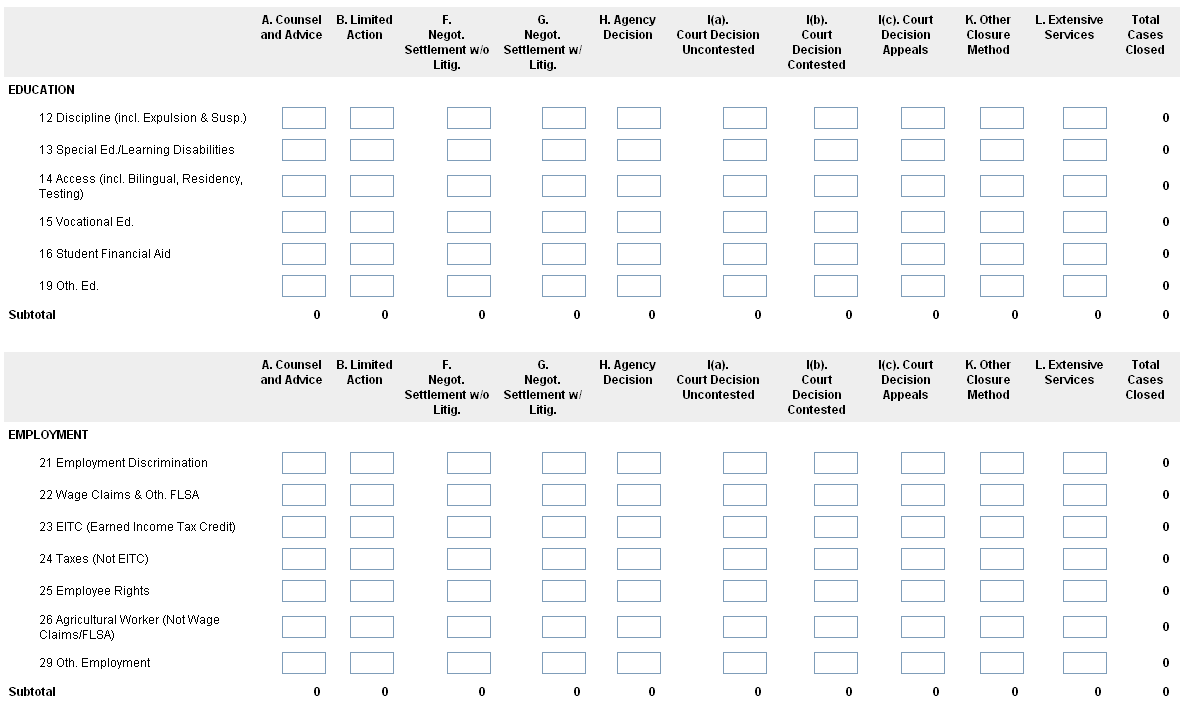 A. Counsel and Advice B. Limited Action F. Negot. Settlement w/o Litig. G. Negot. Settlement w/ Litig. H. Agency Decision I(a). Court Decision Uncontested I(b). Court Decision Contested I(c). Court Decision Appeals K. Other Closure Method L. Extensive Services Total Cases Closed
EDUCATION
12 Discipline (incl. Expulsion & Susp.) 0
13 Special Ed./Learning Disabilities 0
14 Access (incl. Bilingual, Residency, Testing) 0
15 Vocational Ed. 0
16 Student Financial Aid 0
19 Oth. Ed. 0
Subtotal 0 0 0 0 0 0 0 0 0 0 0
A. Counsel and Advice B. Limited Action F. Negot. Settlement w/o Litig. G. Negot. Settlement w/ Litig. H. Agency Decision I(a). Court Decision Uncontested I(b). Court Decision Contested I(c). Court Decision Appeals K. Other Closure Method L. Extensive Services Total Cases Closed
EMPLOYMENT
21 Employment Discrimination 0
22 Wage Claims & Oth. FLSA 0
23 EITC (Earned Income Tax Credit) 0
24 Taxes (Not EITC) 0
25 Employee Rights 0
26 Agricultural Worker (Not Wage Claims/FLSA) 0
29 Oth. Employment 0
Subtotal 0 0 0 0 0 0 0 0 0 0 0